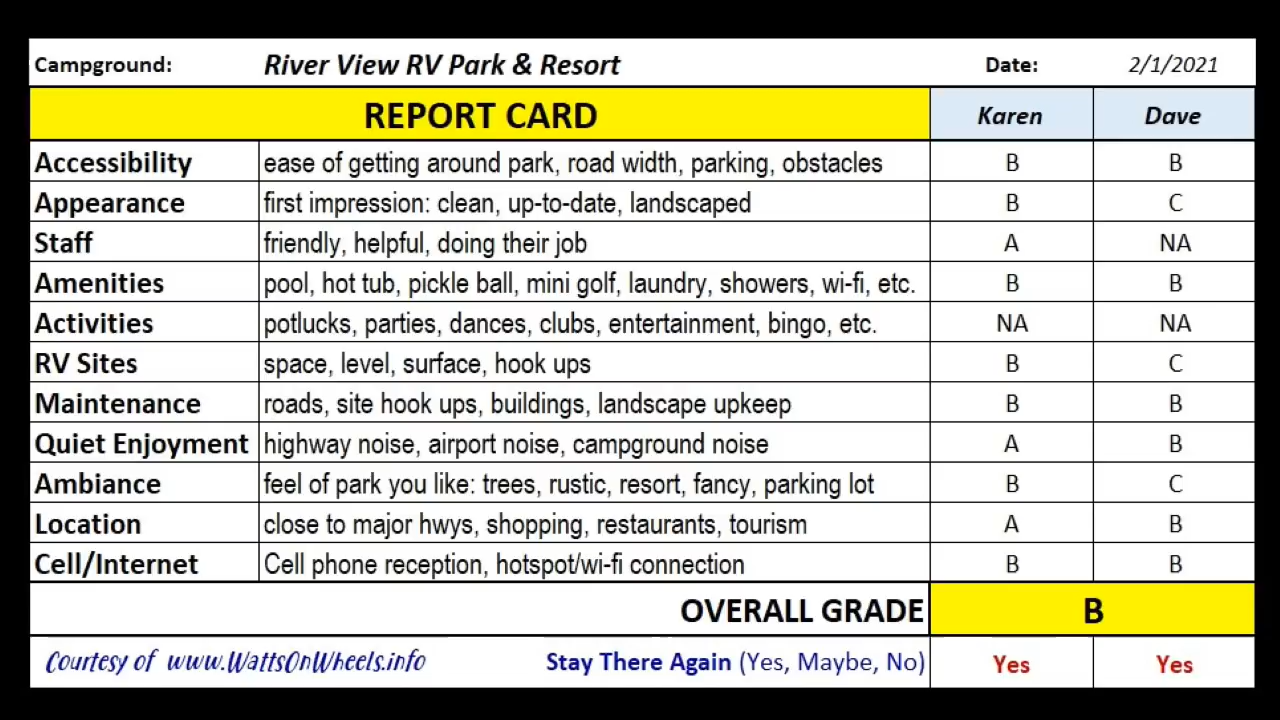 Campground: River View RV Park & Resort Date: 2/1/2021
REPORT CARD Karen Dave
Accessibility ease of getting around park, road width, parking, obstacles B B
Appearance first impression: clean, up-to-date, landscaped B C
Staff friendly, helpful, doing their job A NA
Amenities pool, hot tub, pickle ball, mini golf, laundry, showers, wi-fi, etc. B B
Activities potlucks, parties, dances, clubs, entertainment, bingo, etc. NA NA
RV Sites space, level, surface, hook ups B C
Maintenance roads, site hook ups, buildings, landscape upkeep B B
Quiet Enjoyment highway noise, airport noise, campground noise A B
Ambiance feel of park you like: trees, rustic, resort, fancy, parking lot B C
Location close to major hwys, shopping, restaurants, tourism A B
Cell/Internet Cell phone reception, hotspot/wi-fi connection B B
OVERALL GRADE B
Courtesy of www.WattsOnWheels.info Stay There Again (Yes, Maybe, No) Yes Yes